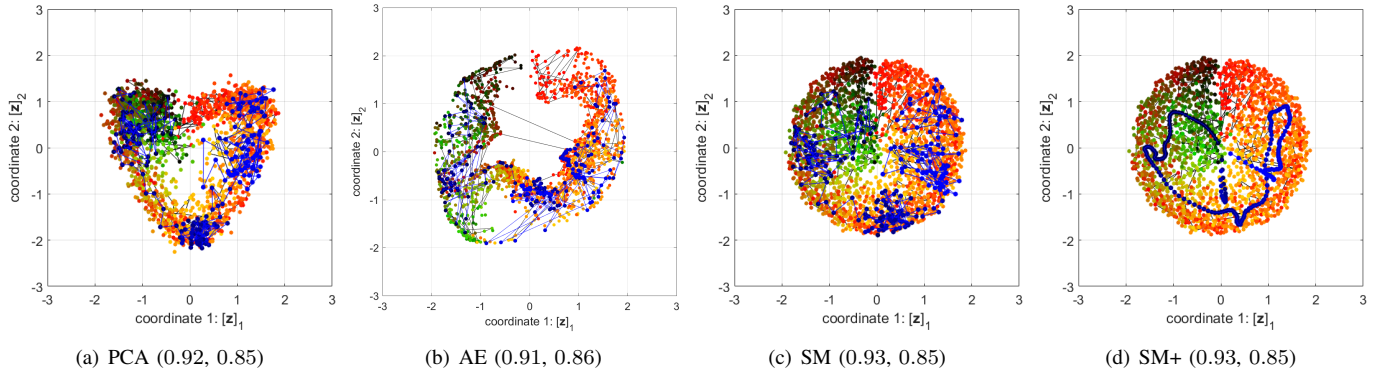 3
2
1
0
-1
-2
-3
-3 -2 -1 0 1 2 3
coordinate 2: [z]2
coordinate 1: [z]1
(a) PCA (0.92, 0.85)
3
2
1
0
-1
-2
-3
-3 -2 -1 0 1 2 3
coordinate 2: [z]2
coordinate 1: [z]1
(b) AE (0.91, 0.86)
3
2
1
0
-1
-2
-3
-3 -2 -1 0 1 2 3
coordinate 2: [z]2
coordinate 1: [z]1
(c) SM (0.93, 0.85)
3
2
1
0
-1
-2
-3
-3 -2 -1 0 1 2 3
coordinate 2: [z]2
coordinate 1: [z]1
(d) SM+ (0.93, 0.85)